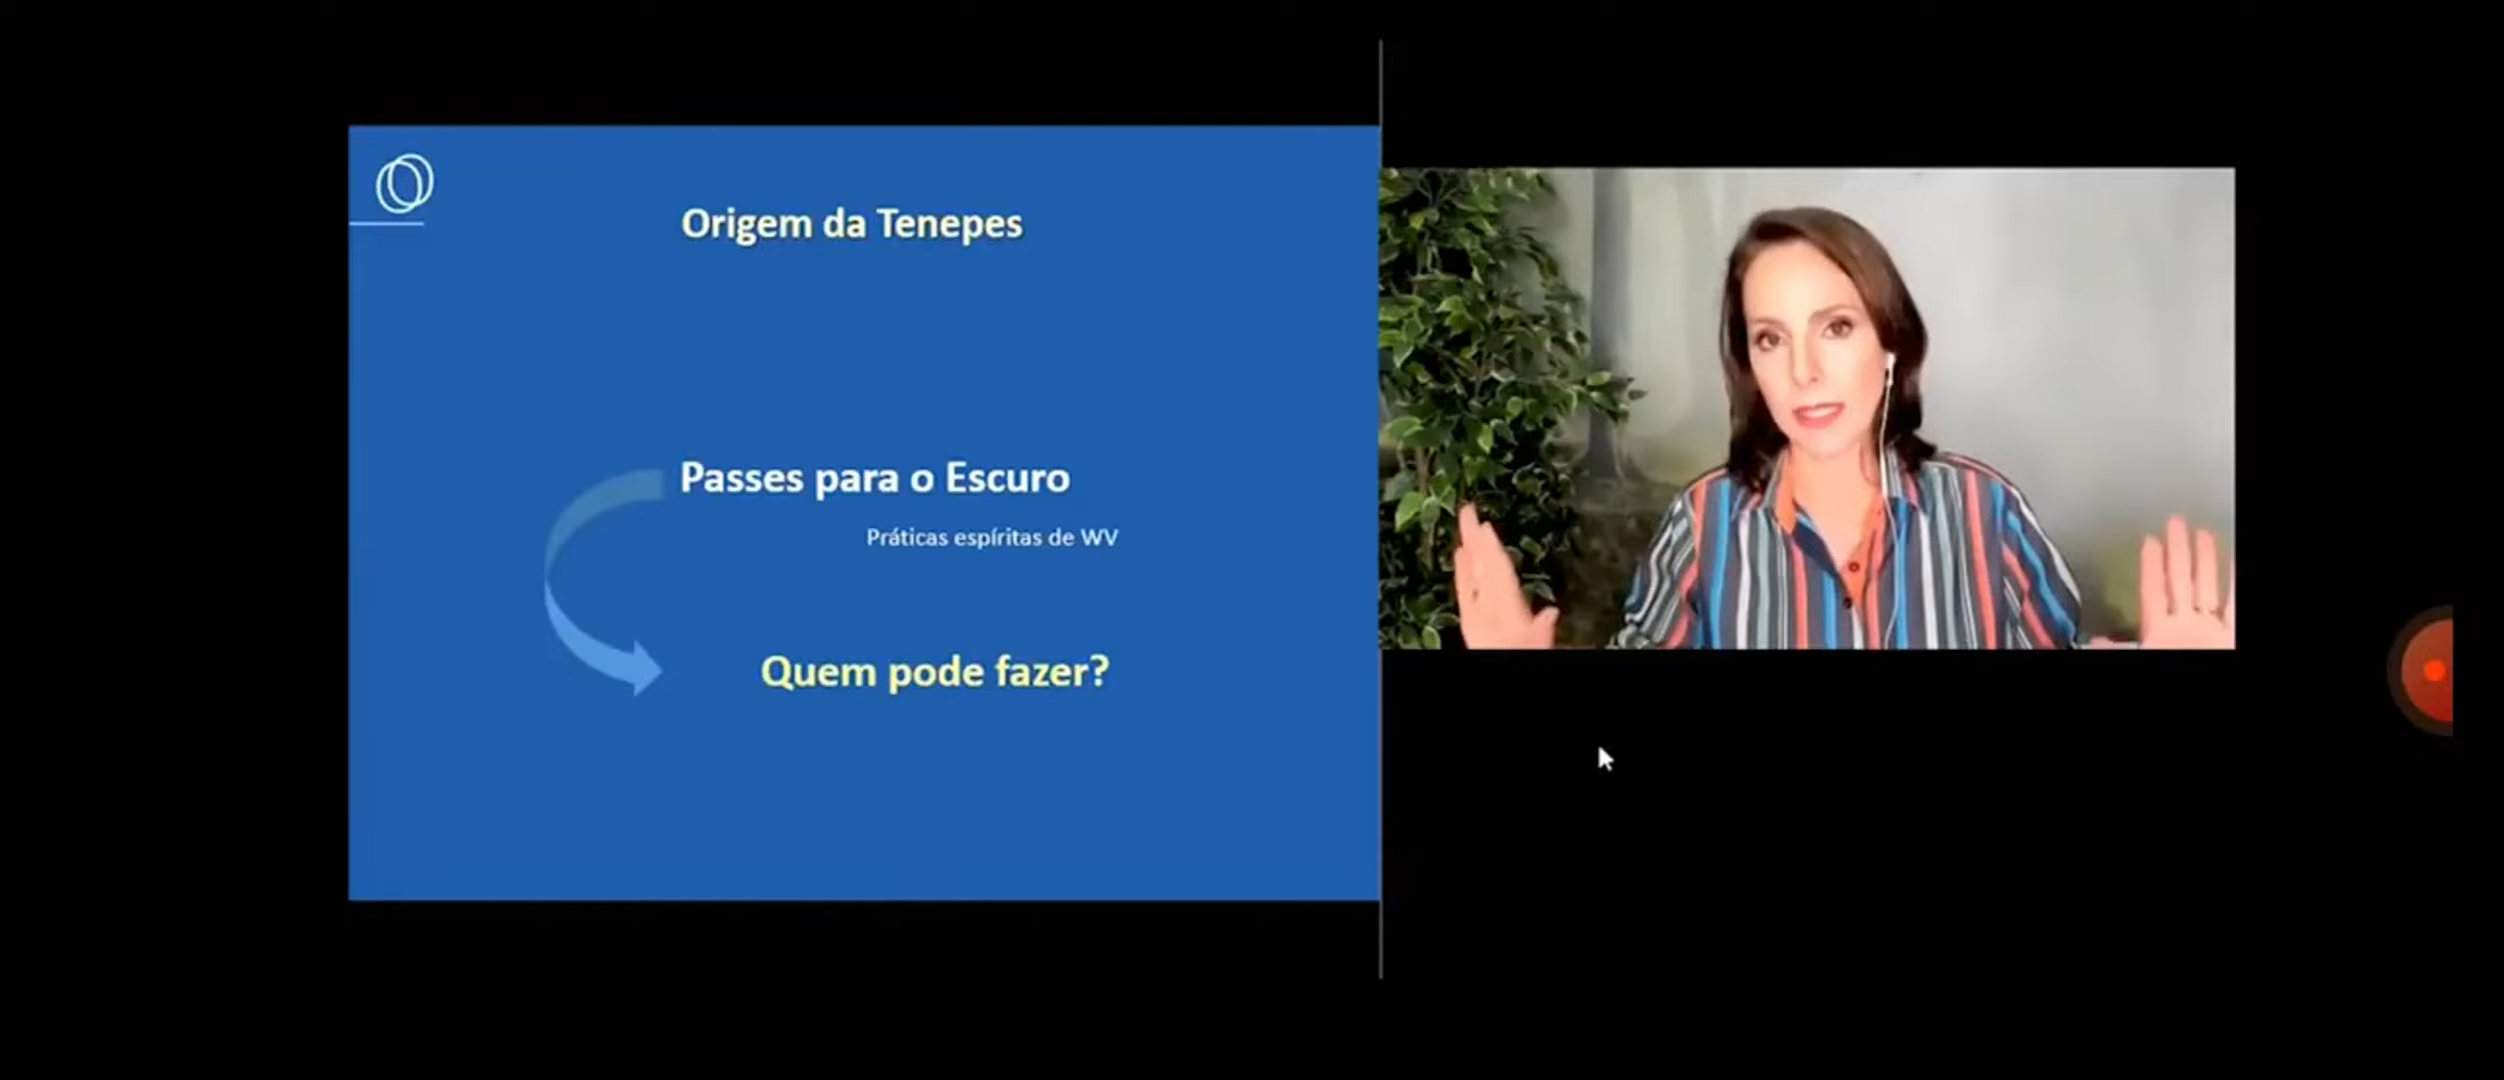 Origem da Tenepes
Passes para o Escuro
Práticas espíritas de WV
Quem pode fazer?